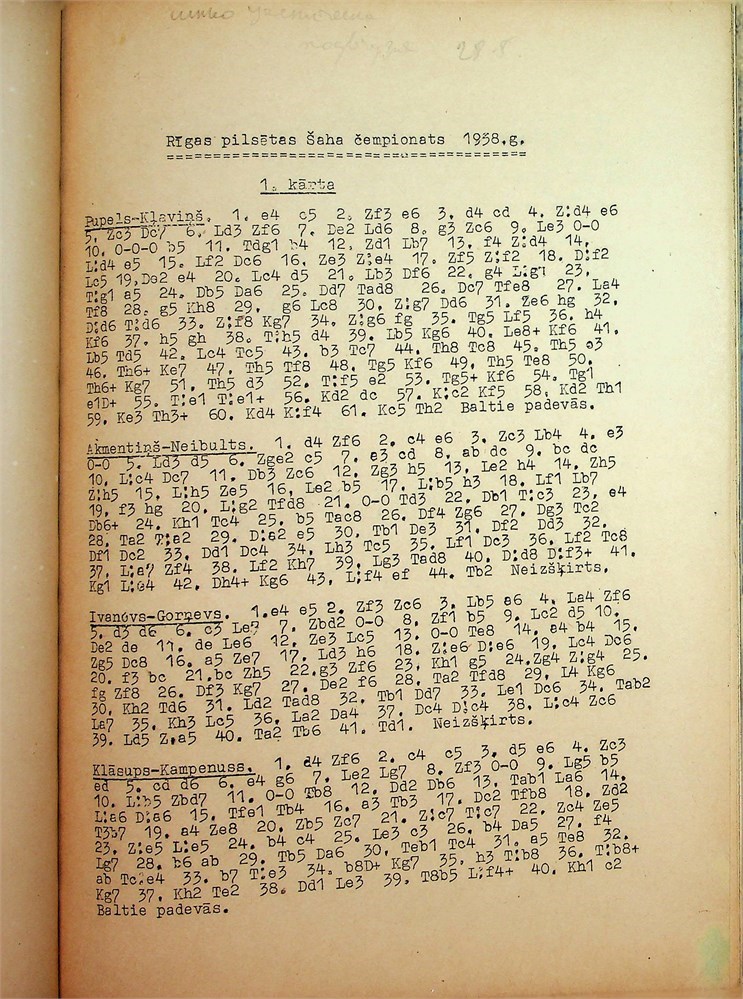 28.8.
Rīgas pilsētas Šaha čempionats 1938.g.
1. kārta
Pupels-Kļaviņš. 1. e4 c5 2. Zf3 e6 3. d4 cd 4. Z:d4 e6
5. Zc3 Dc7 6. Ld3 Zf6 7. De2 Ld6 8. g3 Zc6 9. Le3 0-0
10. 0-0-0 b5 11. Tdg1 b4 12. Zd1 Lb7 13. f4 Z:d4 14.
L:d4 e5 15. Lf2 Dc6 16. Ze3 Z:e4 17. Zf5 Z:f2 18. D:f2
Lc5 19.De2 e4 20. Lc4 d5 21. Lb3 Df6 22. g4 L:g1 23.
T:g1 a5 24. Db5 Da6 25. Dd7 Tad8 26. Dc7 Tfe8 27. La4
Tf8 28. g5 Kh8 29. g6 Lc8 30. Z:g7 Dd6 31. Ze6 hg 32.
D:d6 T:d6 33. Z:f8 Kg7 34. Z:g6 fg 35. Tg5 Lf5 36. h4
Kf6 37. h5 gh 38. T:h5 d4 39. Lb5 Kg6 40. Le8+ Kf6 41.
Lb5 Td5 42. Lc4 Tc5 43. b3 Tc7 44. Th8 Tc8 45. Th5 e3
46. Th6+ Ke7 47. Th5 Tf8 48. Tg5 Kf6 49. Th5 Te8 50.
Th6+ Kg7 51. Th5 d3 52. T:f5 e2 53. Tg5+ Kf6 54. Tg1
e1D+ 55. T:e1 T:e1+ 56. Kd2 dc 57. K:c2 Kf5 58. Kd2 Th1
59. Ke3 Th3+ 60. Kd4 K:f4 61. Kc5 Th2 Baltie padevās.
Akmentiņš-Neibults. 1. d4 Zf6 2. c4 e6 3. Zc3 Lb4 4. e3
0-0 5. Ld3 d5 6. Zge2 c5 7. e3 cd 8. ab dc 9. bc dc
10. L:c4 Dc7 11. Db3 Zc6 12. Zg3 h5 13. Le2 h4 14. Zh5
Z:h5 15. L:h5 Ze5 16. Le2 b5 17. L:b5 h3 18. Lf1 Lb7
19. f3 hg 20. L:g2 Tfd8 21. 0-0 Td3 22. Db1 T:c3 23. e4
Db6+ 24. Kh1 Tc4 25. b5 Tac8 26. Df4 Zg6 27. Dg3 Tc2
28. Ta2 T:a2 29. D:a2 e5 30. Tb1 De3 31. Df2 Dd3 32.
Df1 Dc2 33. Dd1 Dc4 34. Lh3 Tc5 35. Lf1 Dc3 36. Lf2 Tc8
37. L:a7 Zf4 38. Lf2 Kh7 39. Lg3 Tad8 40. D:d8 D:f3+ 41.
Kg1 L:e4 42. Dh4+ Kg6 43. L:f4 ef 44. Tb2 Neizšķirts.
Ivanovs-Gorņevs. 1.e4 e5 2. Zf3 Zc6 3. Lb5 a6 4. La4 Zf6
5. d3 d6 6. c3 Le7 7. Zbd2 0-0 8. Zf1 b5 9. Lc2 d5 10.
De2 de 11. de Le6 12. Ze3 Lc5 13. 0-0 Te8 14. a4 b4 15.
Zg5 Dc8 16. a5 Ze7 17. Ld3 h6 18. Z:e6 D:e6 19. Lc4 Dc6
20. f3 bc 21.bc Zh5 22.g3 Zf6 23. Kh1 g5 24.Zg4 Z:g4 25.
fg Zf8 26. Df3 Kg7 27. De2 f6 28. Ta2 Tfd8 29. L4 Kg6
30. Kh2 Td6 31. Ld2 Tad8 32. Tb1 Dd7 33. Le1 Dc6 34. Tab2
La7 35. Kh3 Lc5 36. La2 Da4 37. Dc4 D:c4 38. L:c4 Zc6
39. Ld5 Z:a5 40. Ta2 Tb6 41. Td1. Neizšķirts.
Klāsups-Kampenuss. 1. d4 Zf6 2. c4 c5 3. d5 e6 4. Zc3
ed 5. cd d6 6. e4 g6 7. Le2 Lg7 8. Zf3 0-0 9. Lg5 b5
10. L:b5 Zbd7 11. 0-0 Tb8 12. Dd2 Db6 13. Tab1 La6 14.
L:a6 D:a6 15. Tfe1 Tb4 16. a3 Tb3 17. Dc2 Tfb8 18. Zd2
T3b7 19. a4 Ze8 20. Zb5 Zc7 21. Z:c7 T:c7 22. Zc4 Ze5
23. Z:e5 L:e5 24. b4 c4 25. Le3 c3 26. b4 Da5 27. f4
Lg7 28. b6 ab 29. Tb5 Da6 30. Teb1 Tc4 31. a5 Te8 32.
ab Tc:e4 33. b7 T:e3 34. b8D+ Kg7 35. h3 T:b8 36. T:b8+
Kg7 37. Kh2 Te2 38. Dd1 Le3 39. T8b5 L:f4+ 40. Kh1 c2
Baltie padevās.